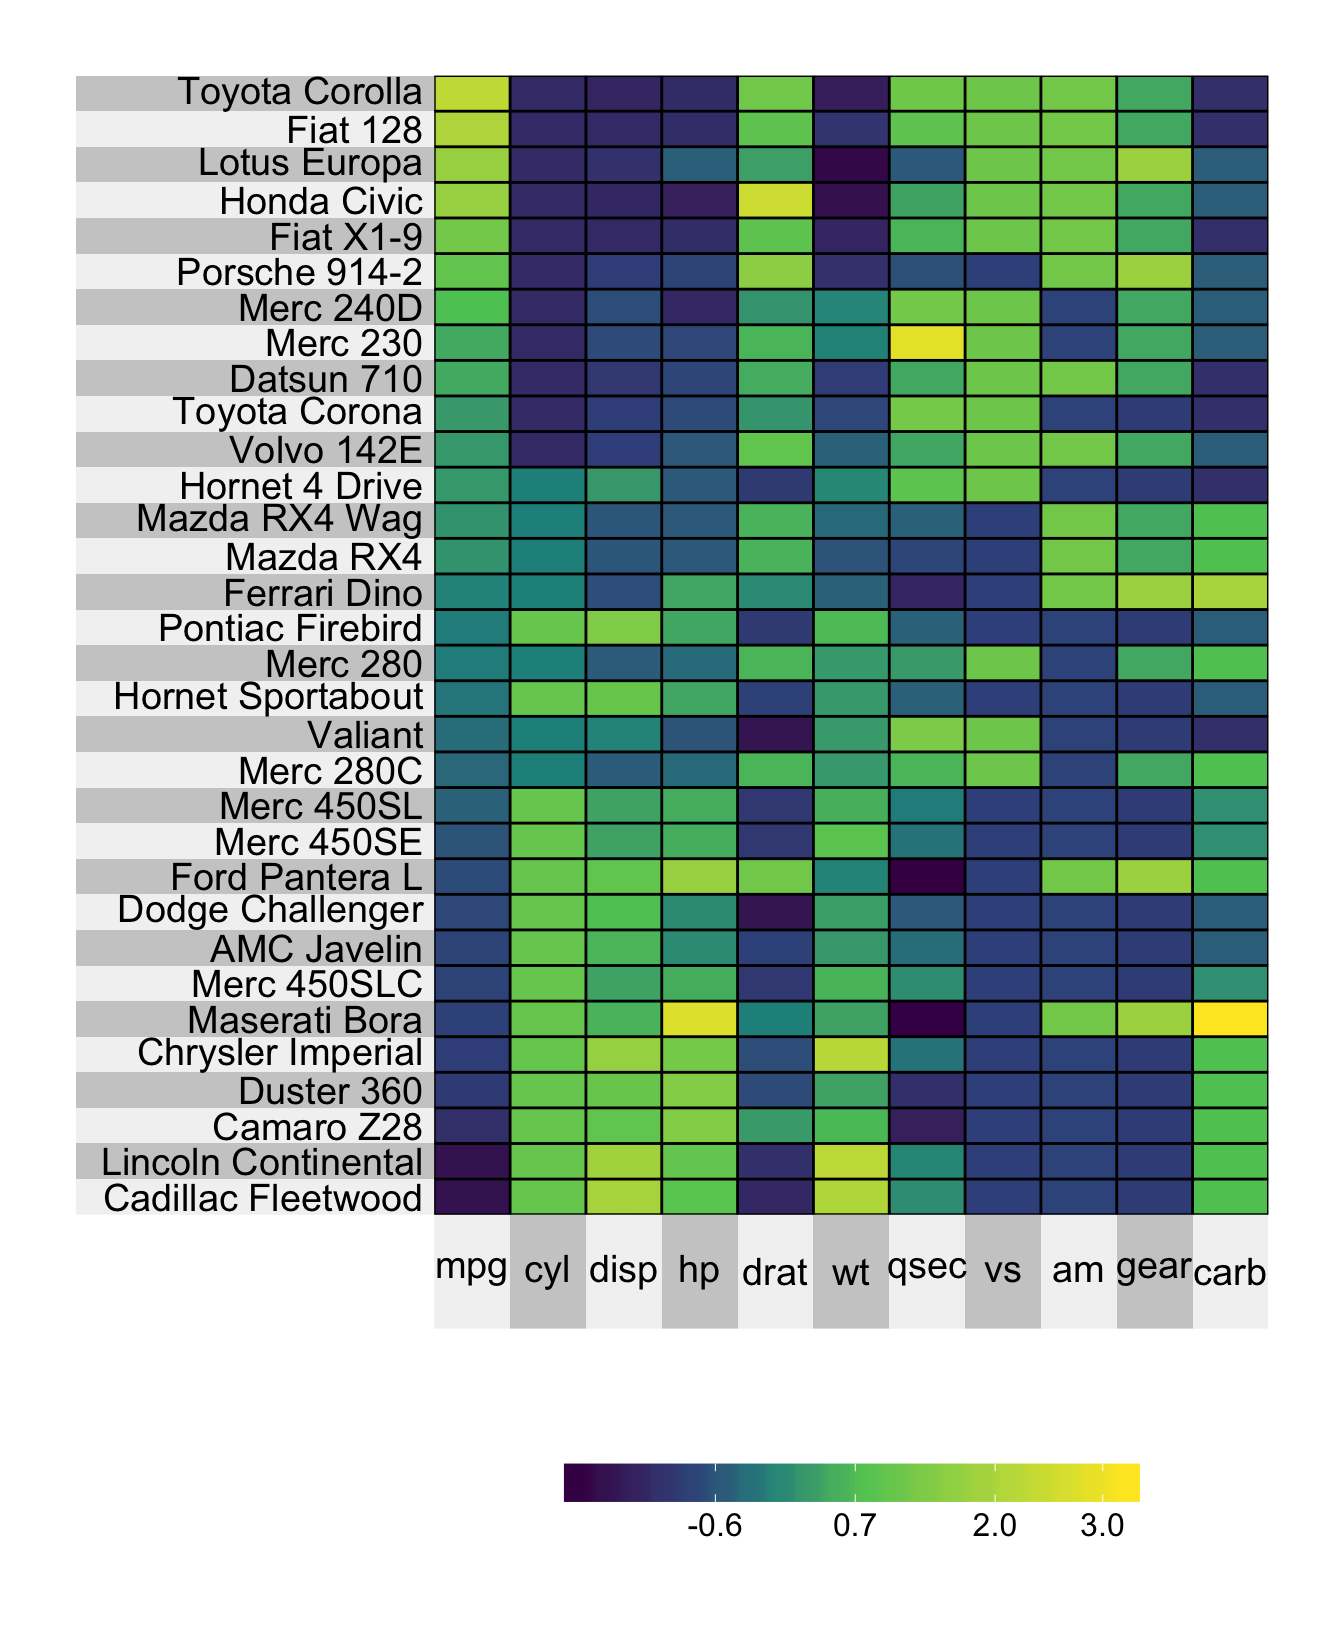 Toyota Corolla
Fiat 128
Lotus Europa
Honda Civic
Fiat X1-9
Porsche 914-2
Merc 240D
Merc 230
Datsun 710
Toyota Corona
Volvo 142E
Hornet 4 Drive
Mazda RX4 Wag
Mazda RX4
Ferrari Dino
Pontiac Firebird
Merc 280
Hornet Sportabout
Valiant
Merc 280C
Merc 450SL
Merc 450SE
Ford Pantera L
Dodge Challenger
AMC Javelin
Merc 450SLC
Maserati Bora
Chrysler Imperial
Duster 360
Camaro Z28
Lincoln Continental
Cadillac Fleetwood
mpg cyl disp hp drat wt qsec vs am gear carb
-0.6 0.7 2.0 3.0